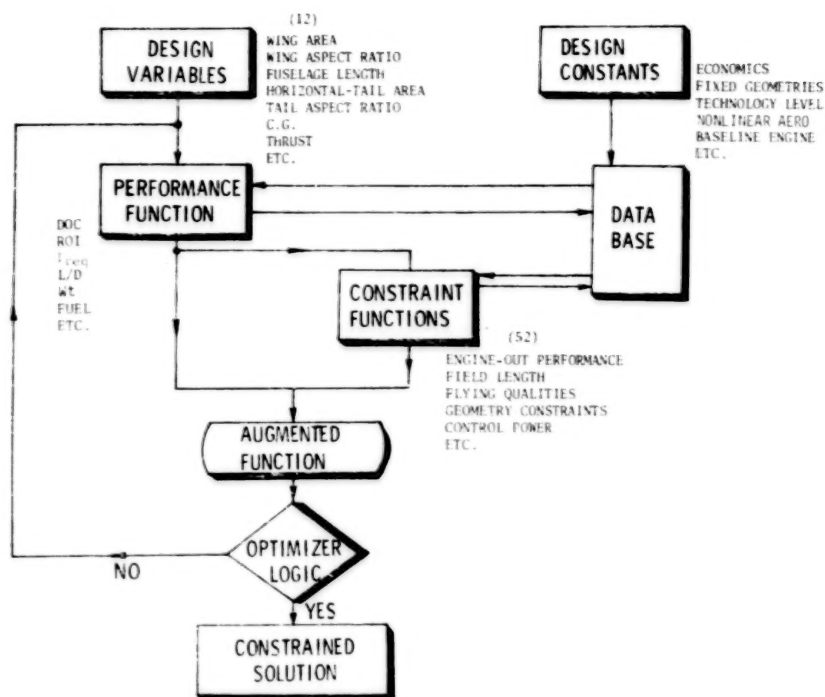 (12)
DESIGN
VARIABLES
WING AREA
WING ASPECT RATIO
FUSELAGE LENGTH
HORIZONTAL-TAIL AREA
TAIL ASPECT RATIO
C.G.
THRUST
ETC.
DESIGN
CONSTANTS
ECONOMICS
FIXED GEOMETRIES
TECHNOLOGY LEVEL
NONLINEAR AERO
BASELINE ENGINE
ETC.
PERFORMANCE
FUNCTION
DATA
BASE
DOC
ROI
Treq
L/D
Wt
FUEL
ETC.
CONSTRAINT
FUNCTIONS
(52)
ENGINE-OUT PERFORMANCE
FIELD LENGTH
FLYING QUALITIES
GEOMETRY CONSTRAINTS
CONTROL POWER
ETC.
AUGMENTED
FUNCTION
OPTIMIZER
LOGIC
NO
YES
CONSTRAINED
SOLUTION